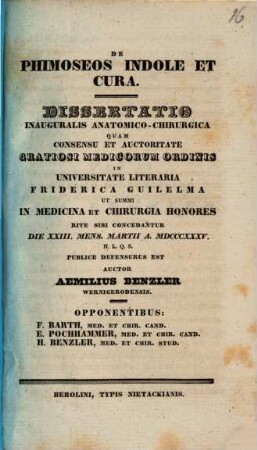 16.
DE
PHIMOSEOS INDOLE ET
CURA.
DISSERTATIO
INAUGURALIS ANATOMICO-CHIRURGICA
QUAM
CONSENSU ET AUCTORITATE
GRATIOSI MEDICORUM ORDINIS
IN
UNIVERSITATE LITERARIA
FRIDERICA GUILELMA
UT SUMMI
IN MEDICINA ET CHIRURGIA HONORES
RITE SIBI CONCEDANTUR
DIE XXIII. MENS. MARTII A. MDCCCXXXV.
H. L. Q. S.
PUBLICE DEFENSURUS EST
AUCTOR
AEMILIUS BENZLER
WERNIGERODENSIS.
OPPONENTIBUS:
F. BARTH, MED. ET CHIR. CAND.
E. POCHHAMMER, MED. ET CHIR. CAND.
H. BENZLER, MED. ET CHIR. STUD.
BEROLINI, TYPIS NIETACKIANIS.